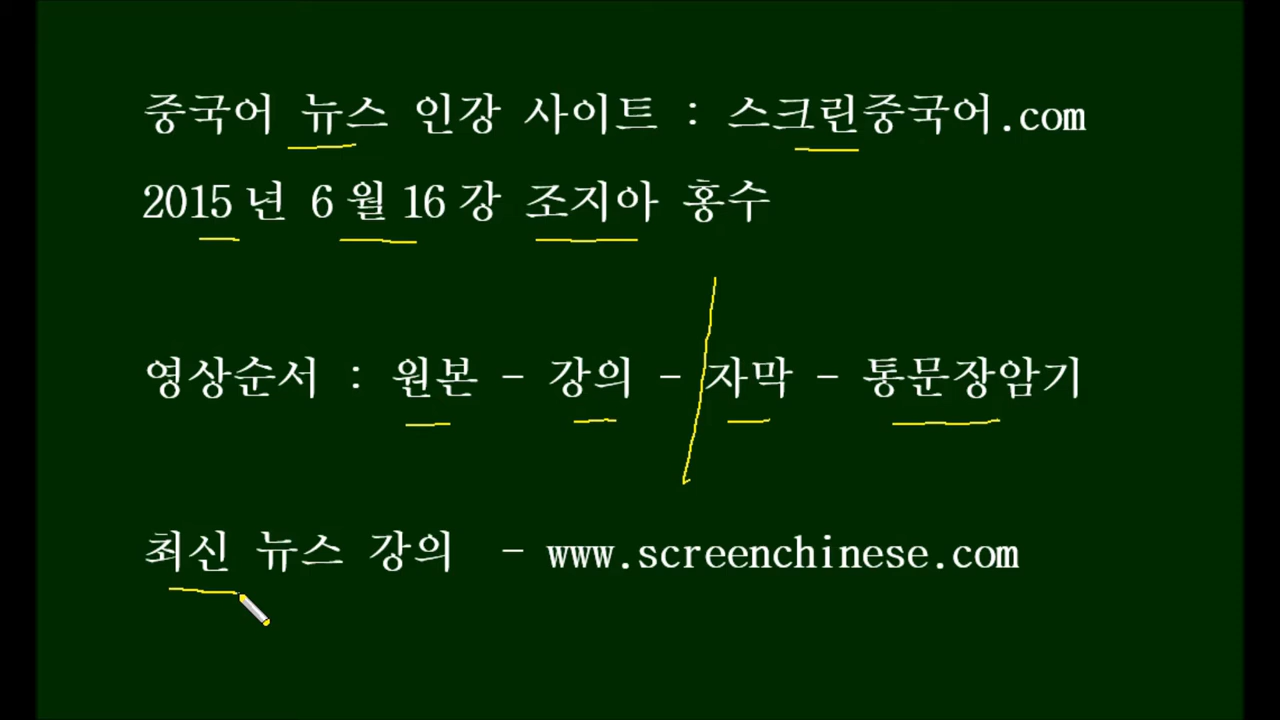 중국어 뉴스 인강 사이트 : 스크린중국어.com
2015년 6월 16강 조지아 홍수
영상순서 : 원본 - 강의 - 자막 - 통문장암기
최신 뉴스 강의 - www.screenchinese.com